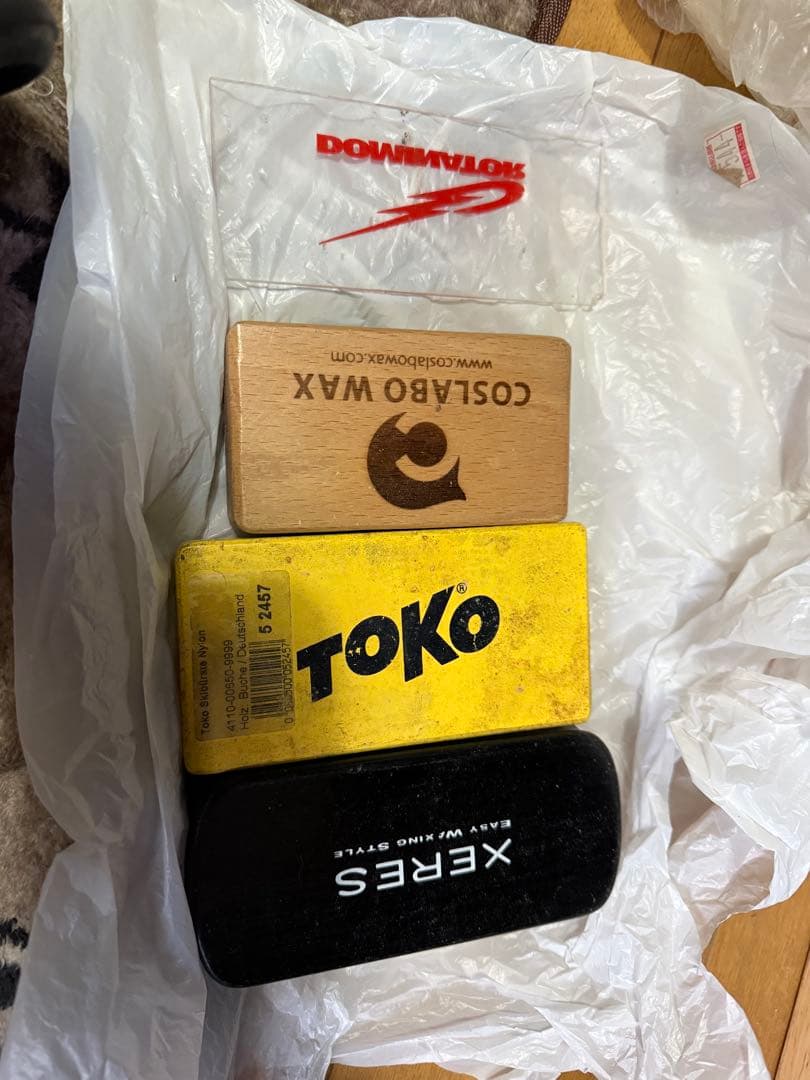 DOMINATOR
COSLABO WAX
www.coslabowax.com
TOKO®
Toko Skibürste Nylon
4110-00650-9999
Holz: Buche / Deutschland
5 2457
XERES
EASY WAXING STYLE